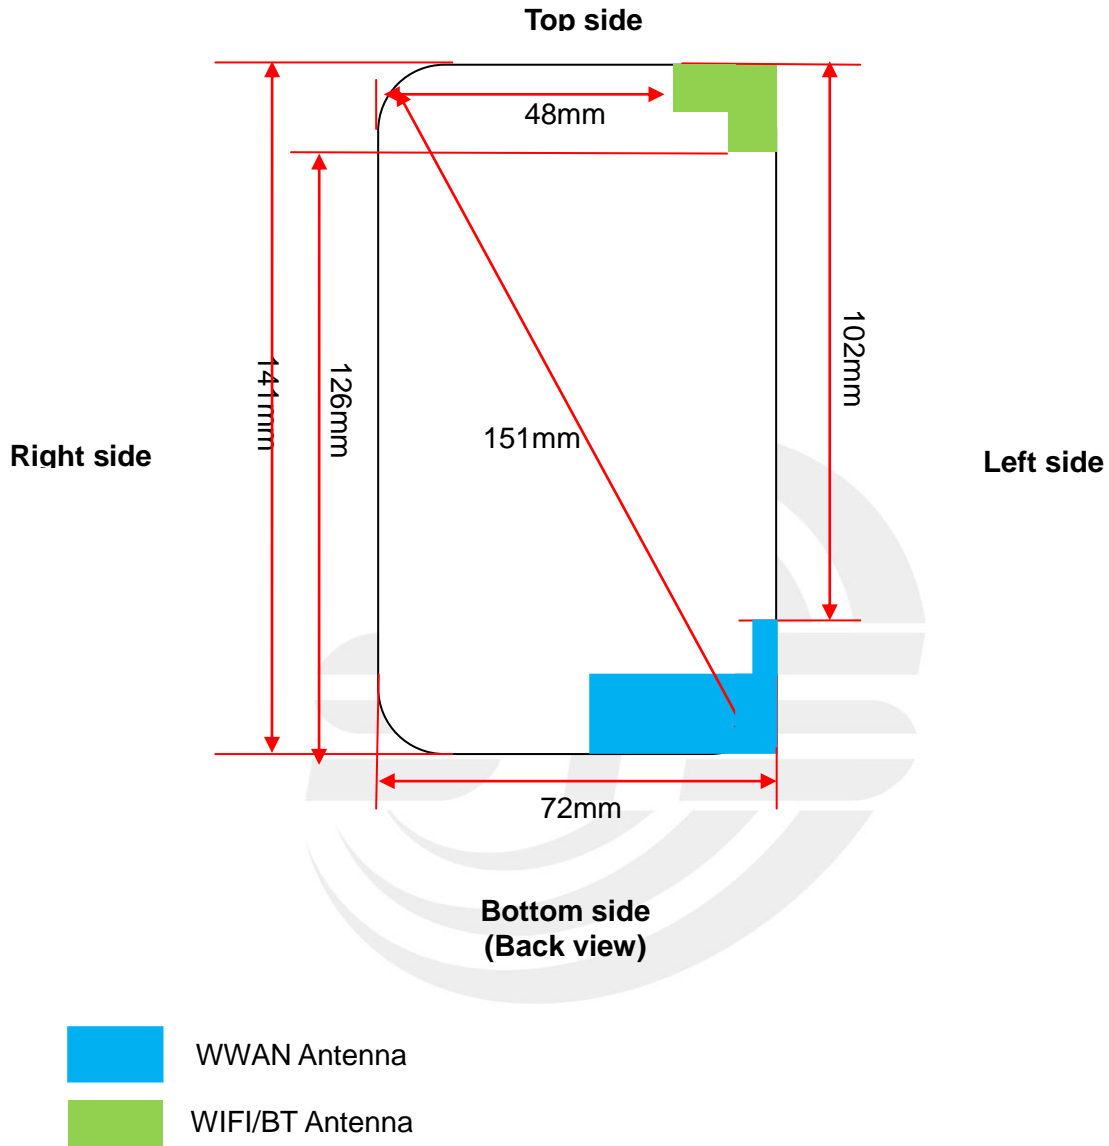 Top side
48mm
102mm
141mm
126mm
151mm
Right side
Left side
72mm
Bottom side
(Back view)
WWAN Antenna
WIFI/BT Antenna